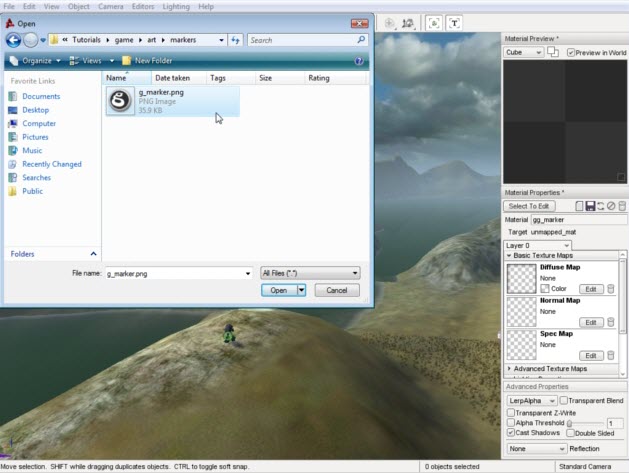 File Edit View Object Camera Editors Lighting Help
Open
« Tutorials ▸ game ▸ art ▸ markers
Search
Organize Views New Folder
Favorite Links
Documents
Desktop
Computer
Pictures
Music
Recently Changed
Searches
Public
Folders
Name Date taken Tags Size Rating
g_marker.png
PNG Image
35.9 KB
File name: g_marker.png All Files (*.*)
Open Cancel
T
Material Preview *
Cube Preview in World
Material Properties *
Select To Edit
Material gg_marker
Target unmapped_mat
Layer 0
Basic Texture Maps
Diffuse Map
None
Color Edit
Normal Map
None
Edit
Spec Map
None
Edit
Advanced Texture Maps
Advanced Properties
LerpAlpha Transparent Blend
Transparent Z-Write
Alpha Threshold 1
Cast Shadows Double Sided
None Reflection
Move selection. SHIFT while dragging duplicates objects. CTRL to toggle soft snap. 0 objects selected Standard Camera